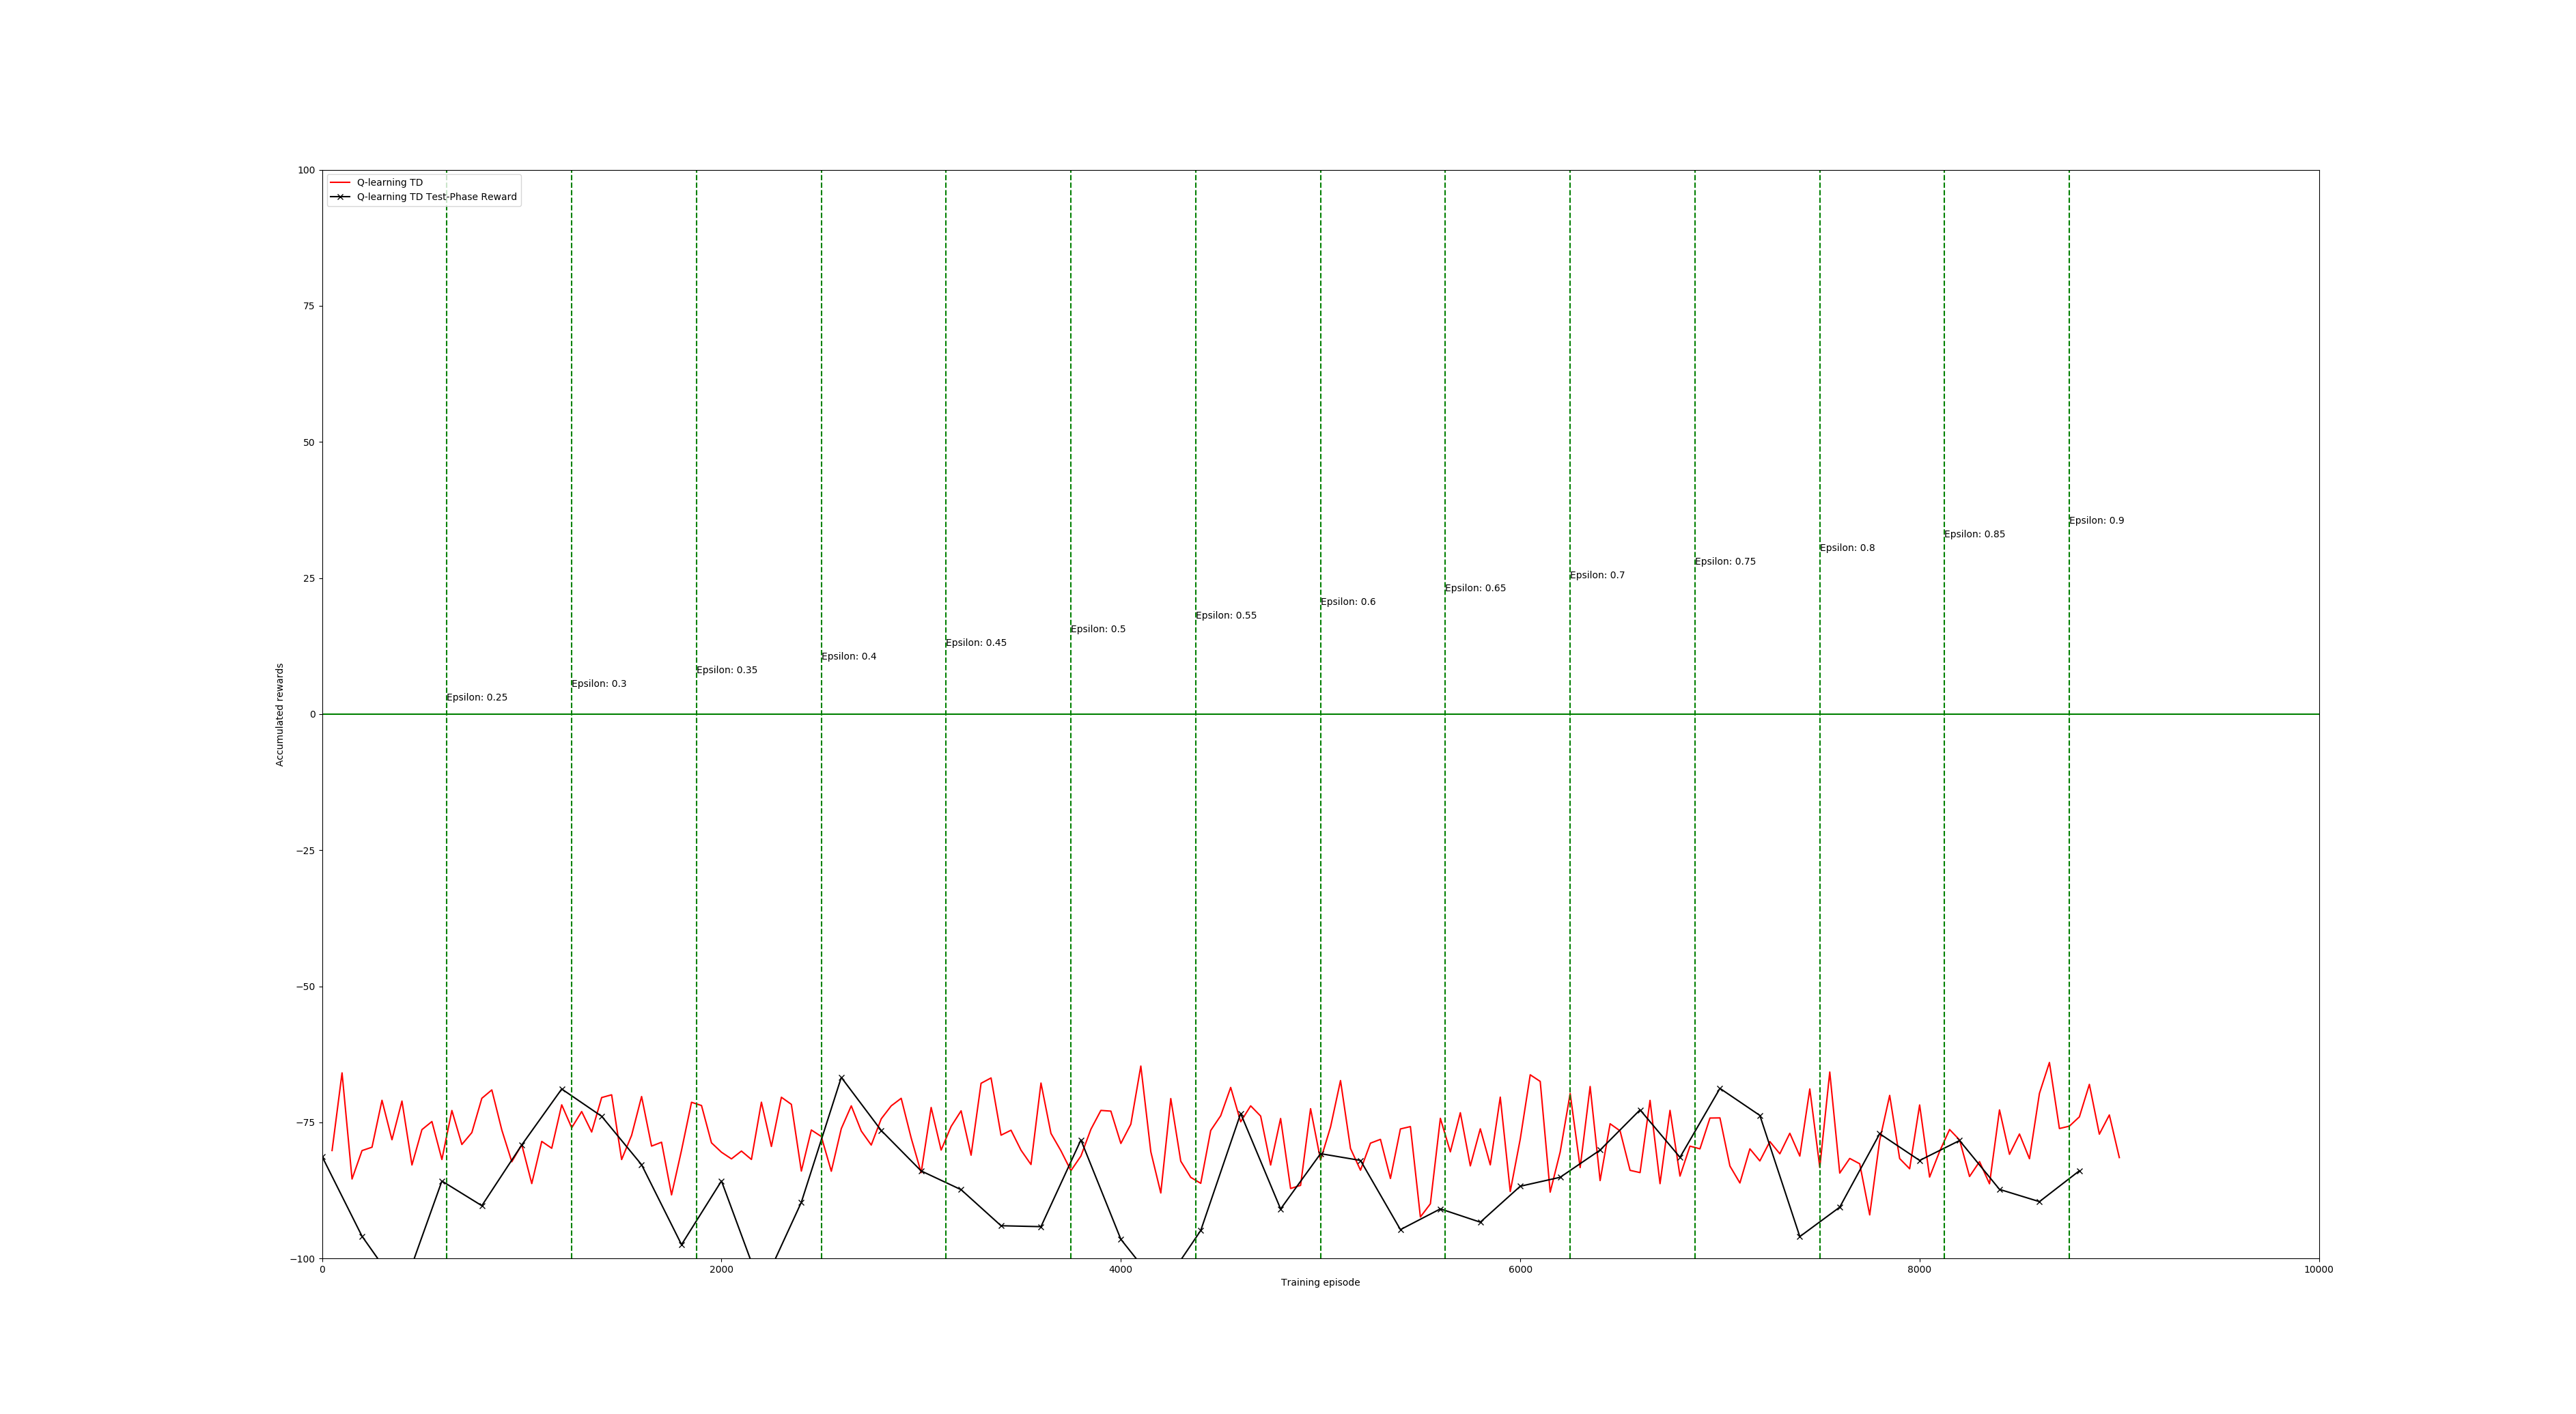 100
Q-learning TD
Q-learning TD Test-Phase Reward
75
50
Epsilon: 0.9
Epsilon: 0.85
Epsilon: 0.8
Epsilon: 0.75
25
Epsilon: 0.7
Epsilon: 0.65
Epsilon: 0.6
Epsilon: 0.55
Epsilon: 0.5
Epsilon: 0.45
Epsilon: 0.4
Epsilon: 0.35
Epsilon: 0.3
Epsilon: 0.25
0
Accumulated rewards
−25
−50
−75
−100
0 2000 4000 6000 8000 10000
Training episode